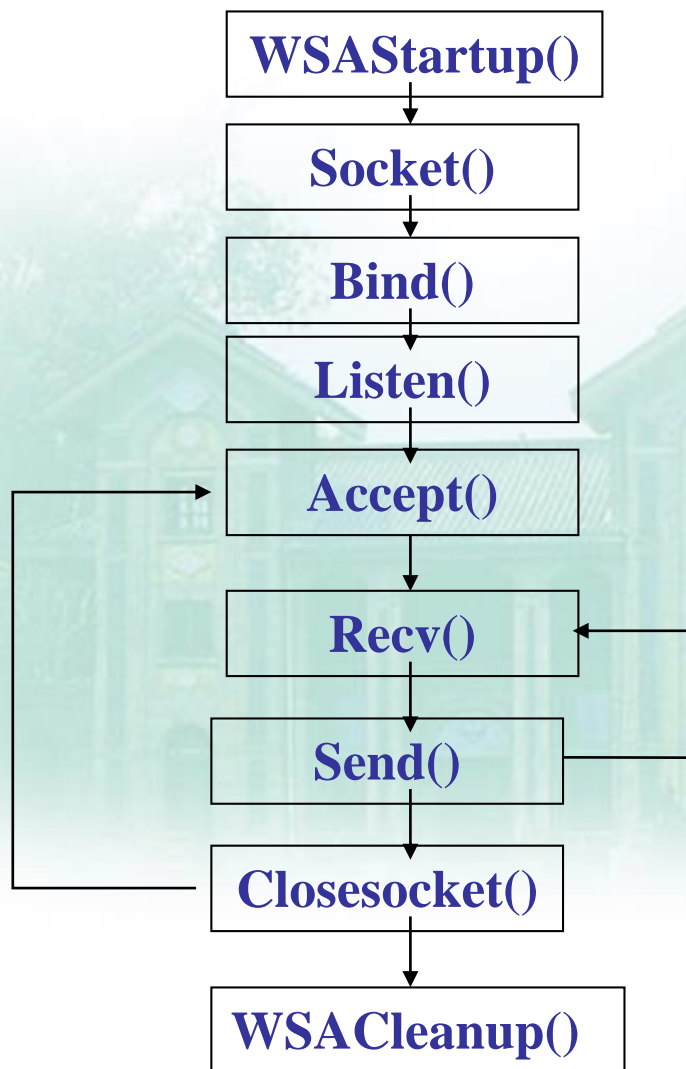 WSAStartup()
Socket()
Bind()
Listen()
Accept()
Recv()
Send()
Closesocket()
WSACleanup()